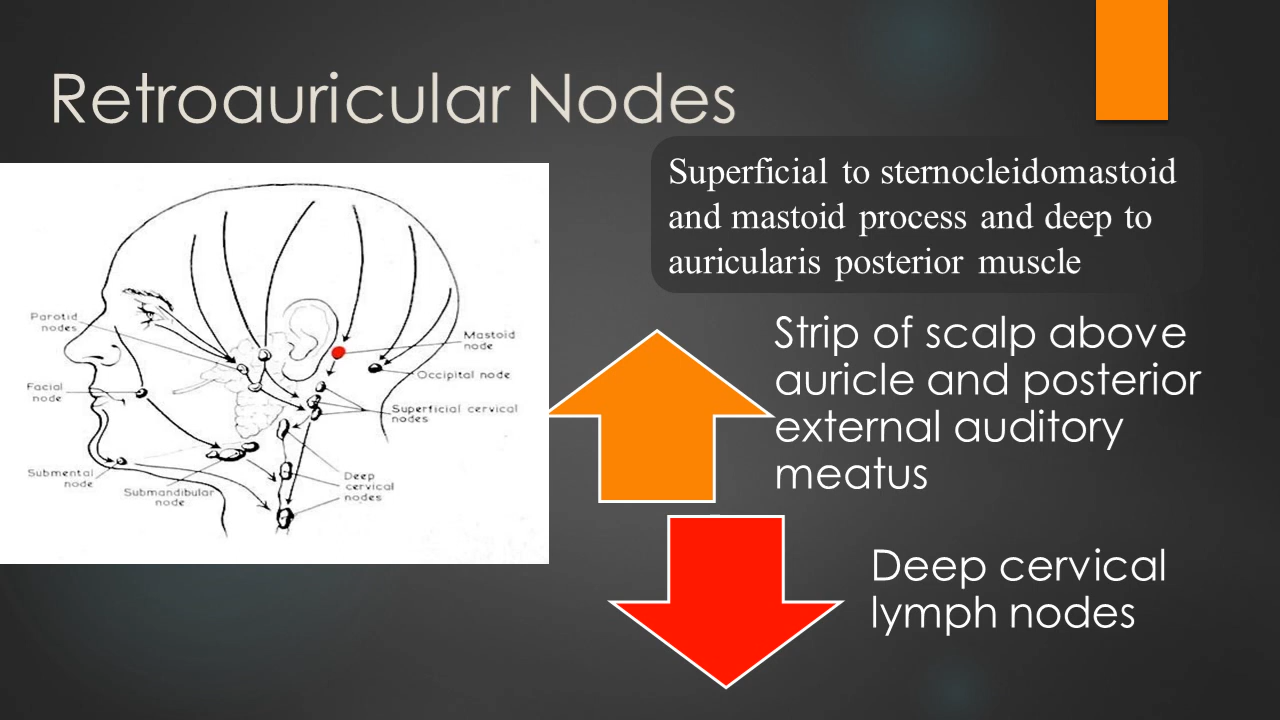 Retroauricular Nodes
Superficial to sternocleidomastoid
and mastoid process and deep to
auricularis posterior muscle
Strip of scalp above
auricle and posterior
external auditory
meatus
Deep cervical
lymph nodes
Parotid
nodes
Facial
node
Submental
node
Submandibular
node
Mastoid
node
Occipital node
Superficial cervical
nodes
Deep
cervical
nodes